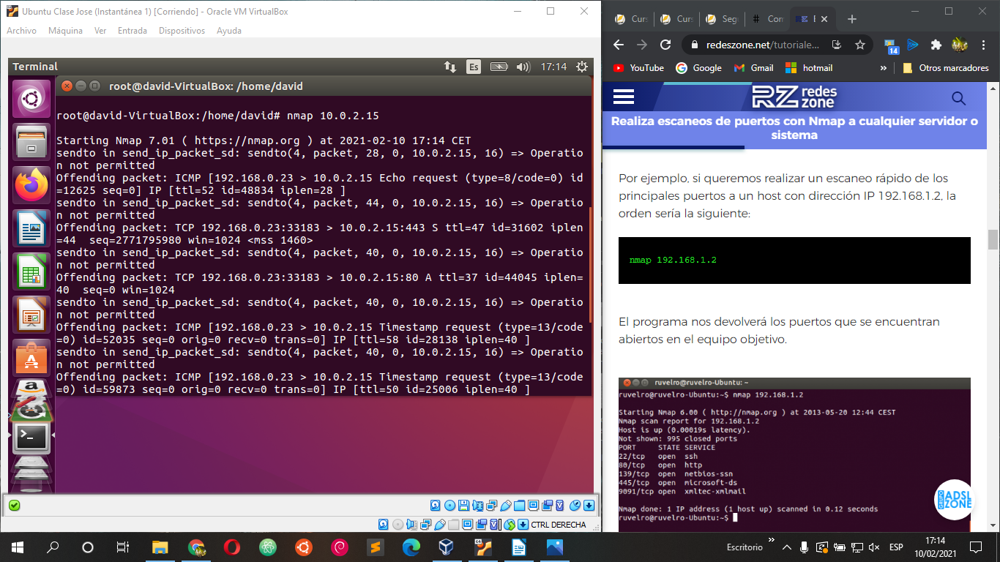 Ubuntu Clase Jose (Instantánea 1) [Corriendo] - Oracle VM VirtualBox
Archivo Máquina Ver Entrada Dispositivos Ayuda
Terminal Es 17:14
root@david-VirtualBox: /home/david
root@david-VirtualBox:/home/david# nmap 10.0.2.15
Starting Nmap 7.01 ( https://nmap.org ) at 2021-02-10 17:14 CET
sendto in send_ip_packet_sd: sendto(4, packet, 28, 0, 10.0.2.15, 16) => Operatio
n not permitted
Offending packet: ICMP [192.168.0.23 > 10.0.2.15 Echo request (type=8/code=0) id
=12625 seq=0] IP [ttl=52 id=48834 iplen=28 ]
sendto in send_ip_packet_sd: sendto(4, packet, 44, 0, 10.0.2.15, 16) => Operatio
n not permitted
Offending packet: TCP 192.168.0.23:33183 > 10.0.2.15:443 S ttl=47 id=31602 iplen
=44  seq=2771795980 win=1024 <mss 1460>
sendto in send_ip_packet_sd: sendto(4, packet, 40, 0, 10.0.2.15, 16) => Operatio
n not permitted
Offending packet: TCP 192.168.0.23:33183 > 10.0.2.15:80 A ttl=37 id=44045 iplen=
40  seq=0 win=1024
sendto in send_ip_packet_sd: sendto(4, packet, 40, 0, 10.0.2.15, 16) => Operatio
n not permitted
Offending packet: ICMP [192.168.0.23 > 10.0.2.15 Timestamp request (type=13/code
=0) id=52035 seq=0 orig=0 recv=0 trans=0] IP [ttl=58 id=28138 iplen=40 ]
sendto in send_ip_packet_sd: sendto(4, packet, 40, 0, 10.0.2.15, 16) => Operatio
n not permitted
Offending packet: ICMP [192.168.0.23 > 10.0.2.15 Timestamp request (type=13/code
=0) id=59873 seq=0 orig=0 recv=0 trans=0] IP [ttl=50 id=25006 iplen=40 ]
CTRL DERECHA
Curs Curs Seg Con
redeszone.net/tutoriale... 14
YouTube Google Gmail hotmail » Otros marcadores
RZ redes zone
Realiza escaneos de puertos con Nmap a cualquier servidor o
sistema
Por ejemplo, si queremos realizar un escaneo rápido de los
principales puertos a un host con dirección IP 192.168.1.2, la
orden sería la siguiente:
nmap 192.168.1.2
El programa nos devolverá los puertos que se encuentran
abiertos en el equipo objetivo.
ruvelro@ruvelro-Ubuntu: ~
ruvelro@ruvelro-Ubuntu:~$ nmap 192.168.1.2
Starting Nmap 6.00 ( http://nmap.org ) at 2013-05-20 12:44 CEST
Nmap scan report for 192.168.1.2
Host is up (0.00019s latency).
Not shown: 995 closed ports
PORT     STATE SERVICE
22/tcp   open  ssh
80/tcp   open  http
139/tcp  open  netbios-ssn
445/tcp  open  microsoft-ds
9091/tcp open  xmltec-xmlmail
Nmap done: 1 IP address (1 host up) scanned in 0.12 seconds
ruvelro@ruvelro-Ubuntu:~$
GRUPO ADSL ZONE
Escritorio » ESP 17:14
10/02/2021